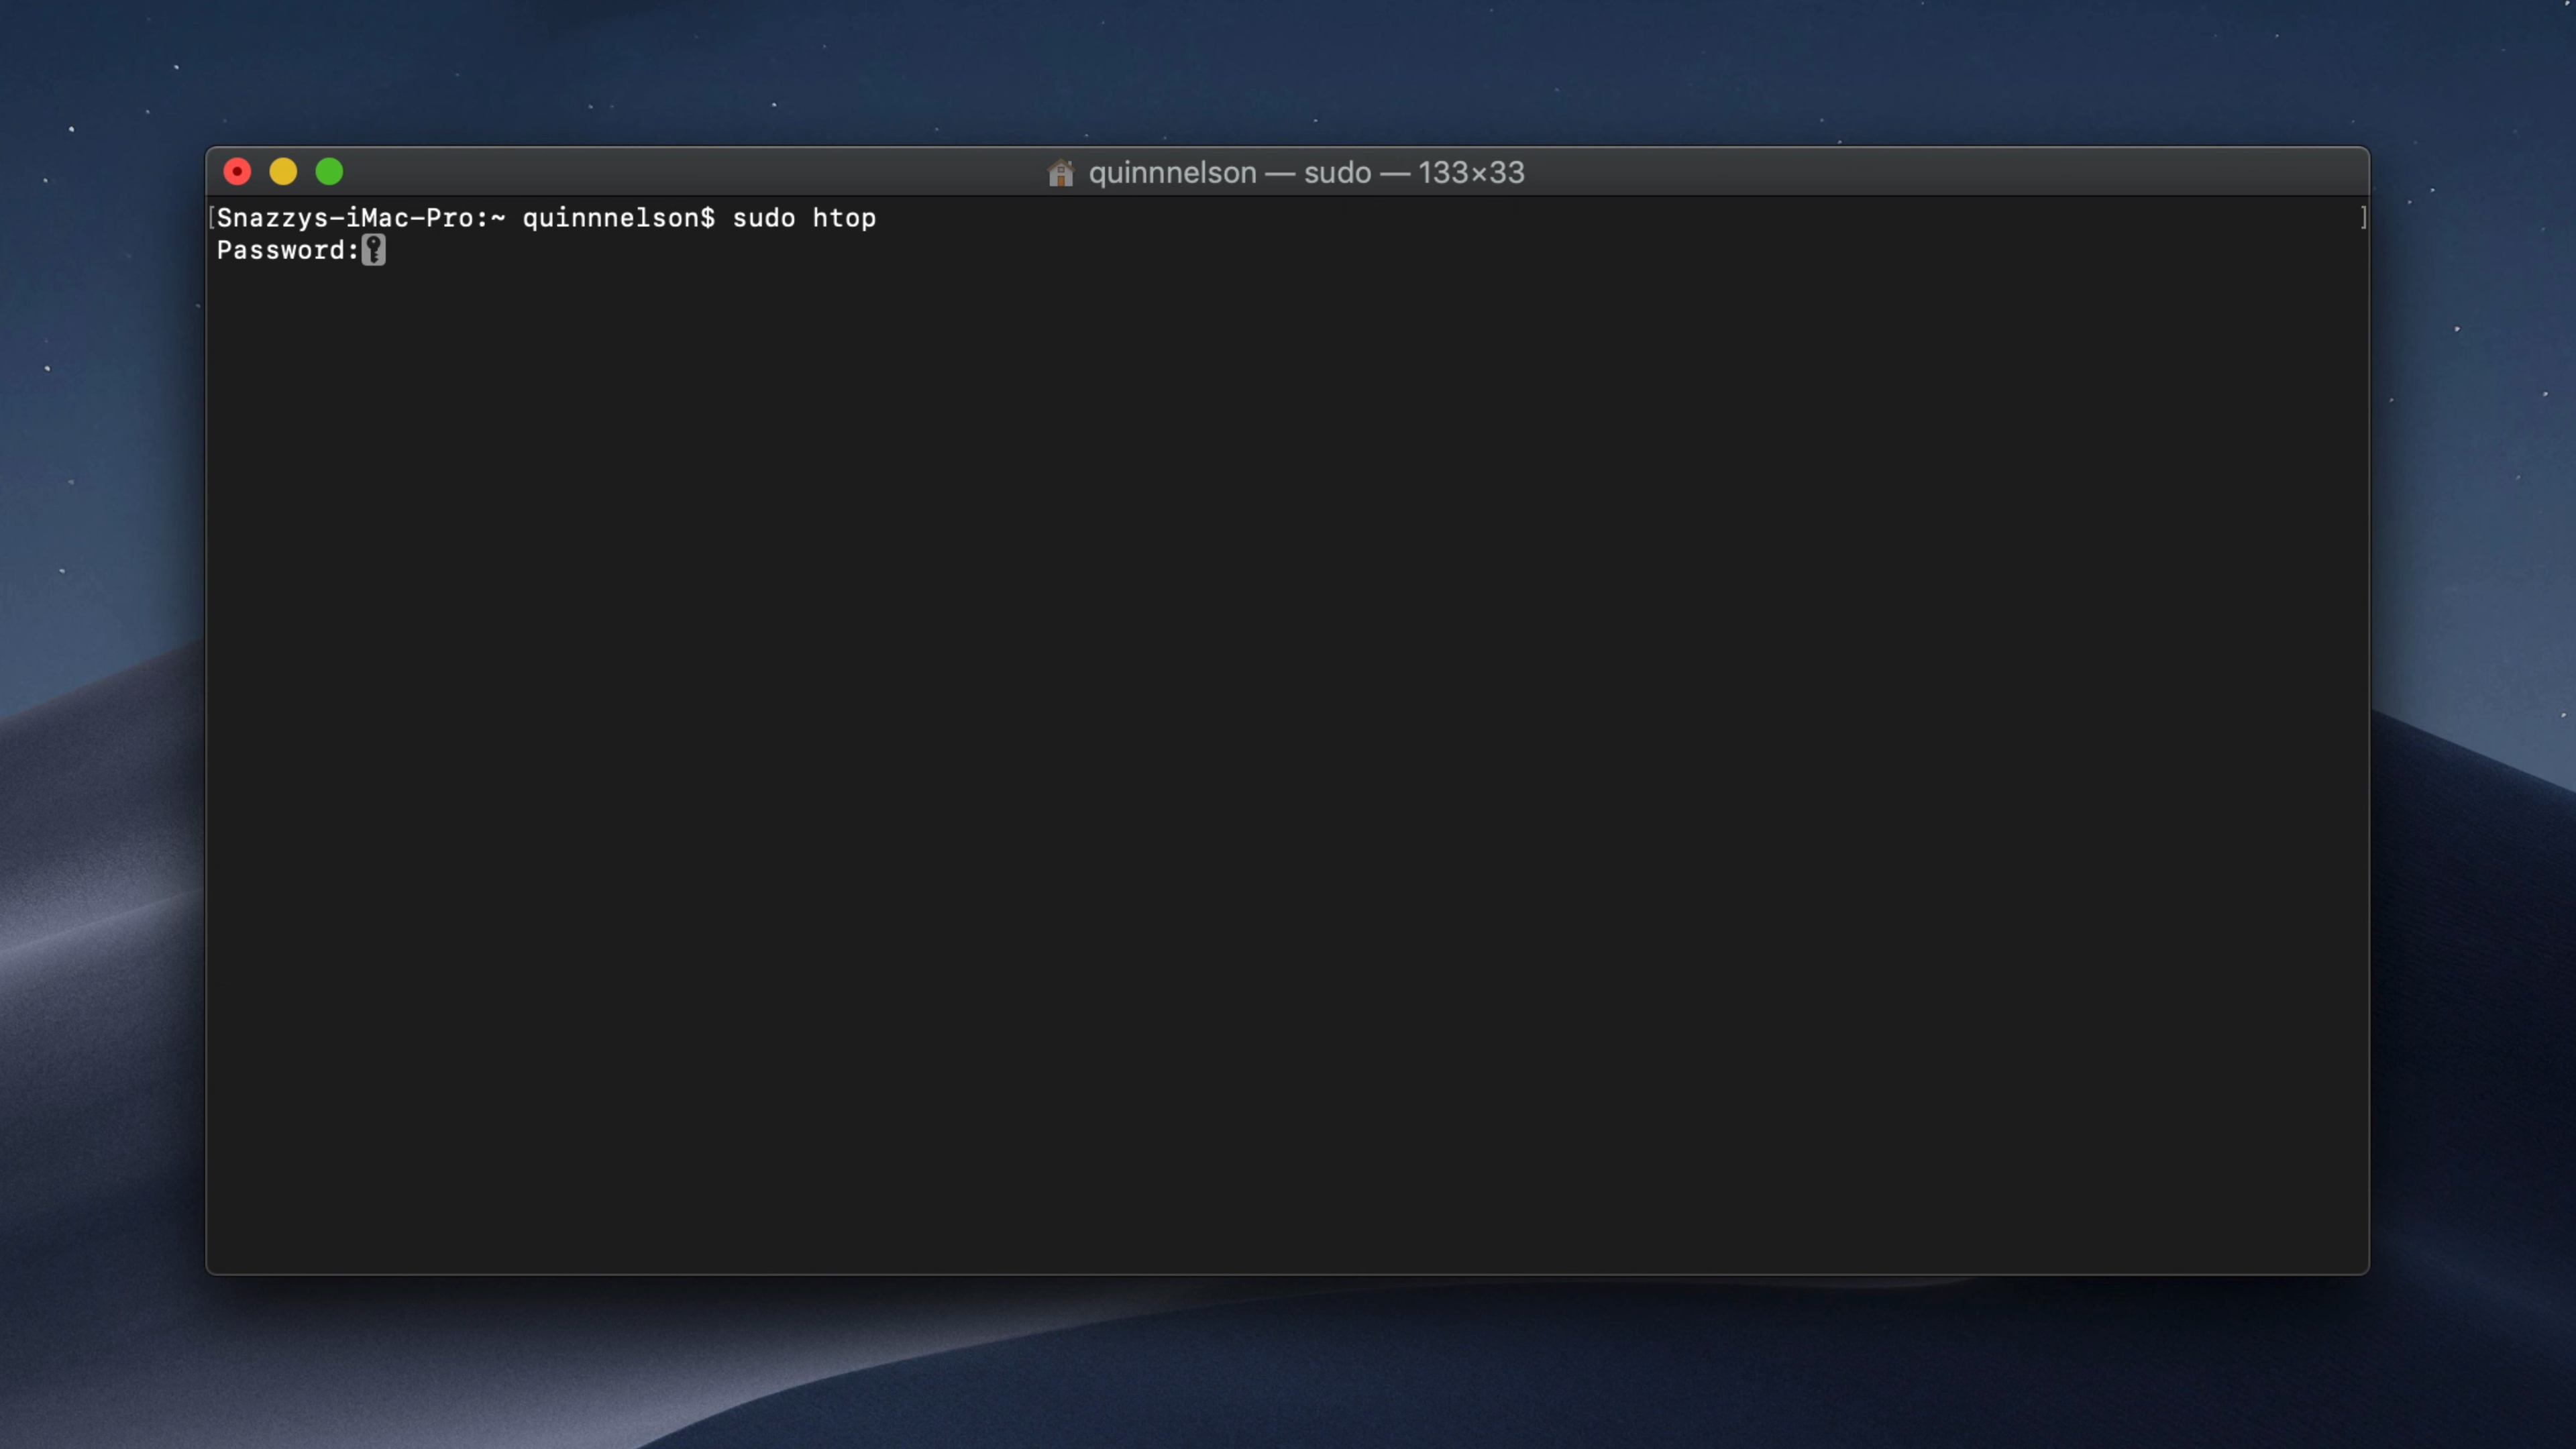 quinnnelson — sudo — 133×33
[Snazzys-iMac-Pro:~ quinnnelson$ sudo htop ]
Password: